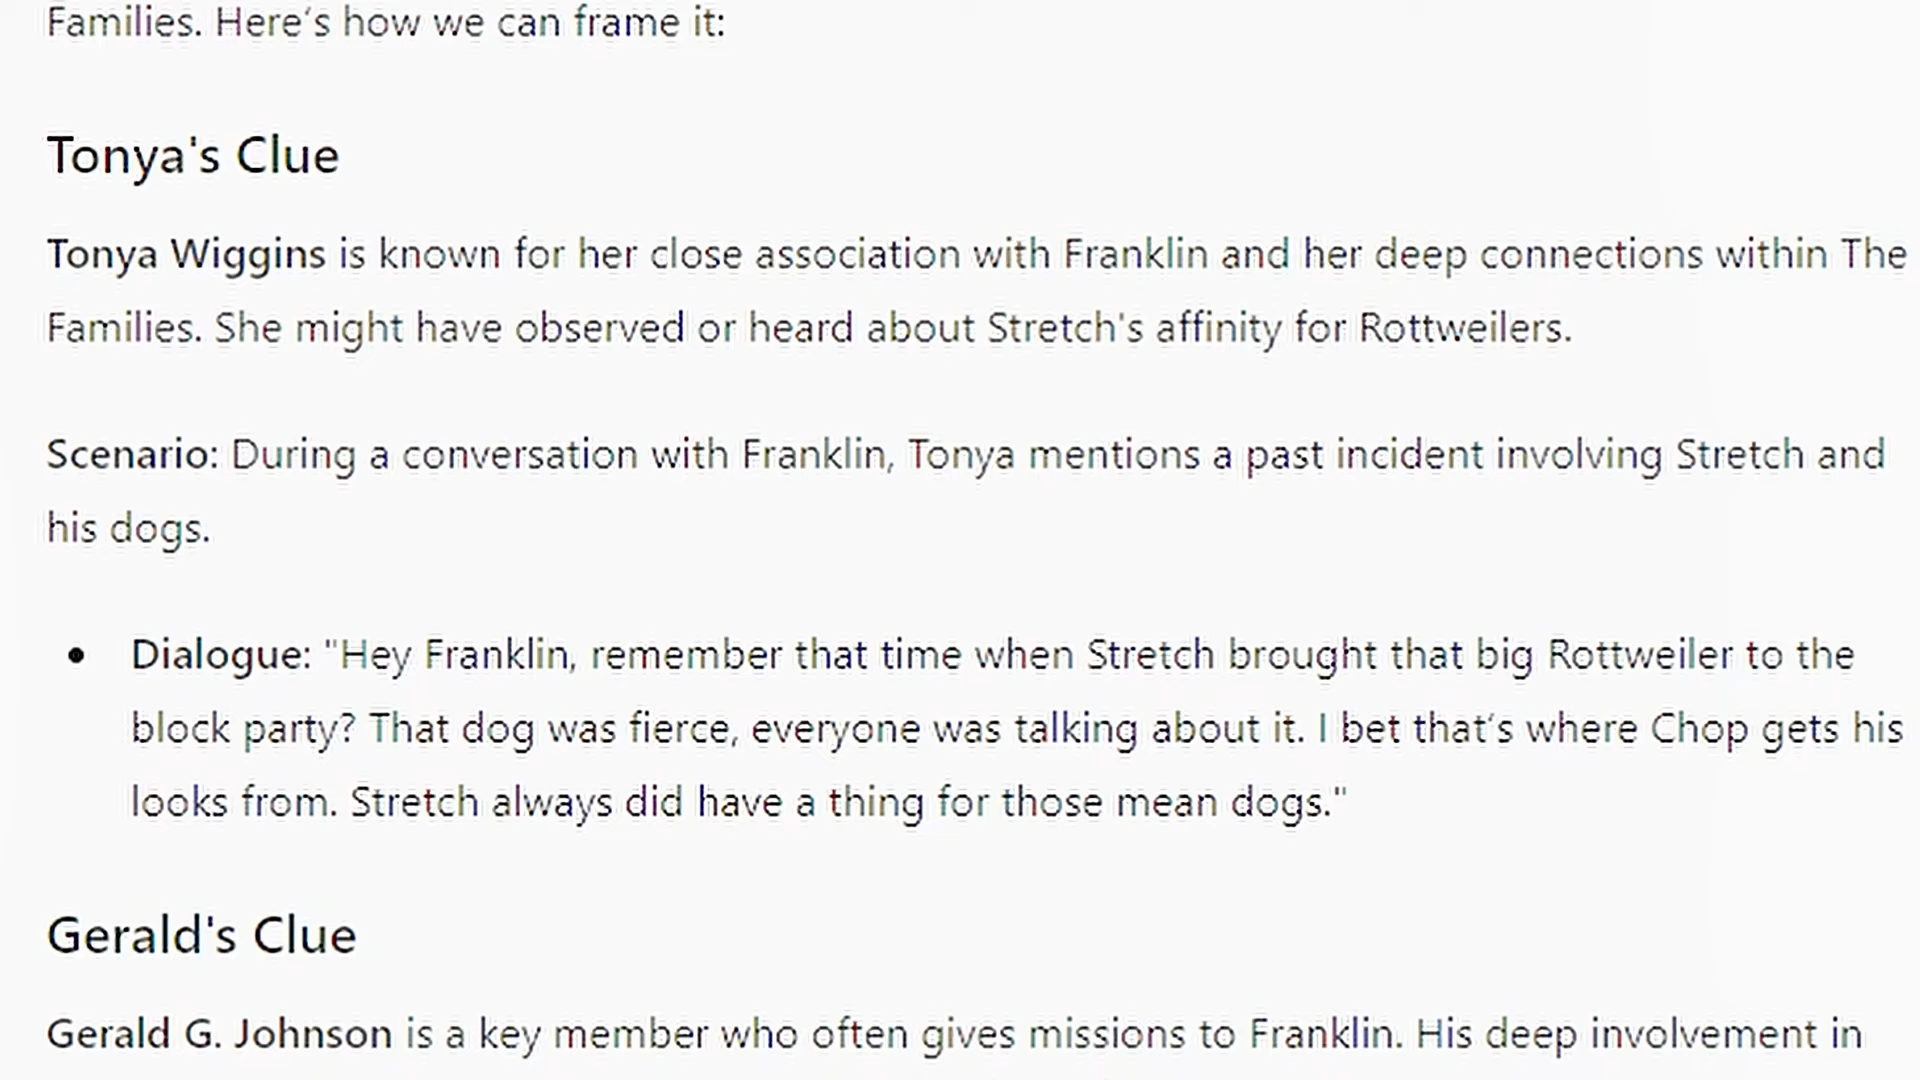 Families. Here’s how we can frame it:
Tonya's Clue
Tonya Wiggins is known for her close association with Franklin and her deep connections within The
Families. She might have observed or heard about Stretch's affinity for Rottweilers.
Scenario: During a conversation with Franklin, Tonya mentions a past incident involving Stretch and
his dogs.
• Dialogue: "Hey Franklin, remember that time when Stretch brought that big Rottweiler to the
block party? That dog was fierce, everyone was talking about it. I bet that’s where Chop gets his
looks from. Stretch always did have a thing for those mean dogs."
Gerald's Clue
Gerald G. Johnson is a key member who often gives missions to Franklin. His deep involvement in